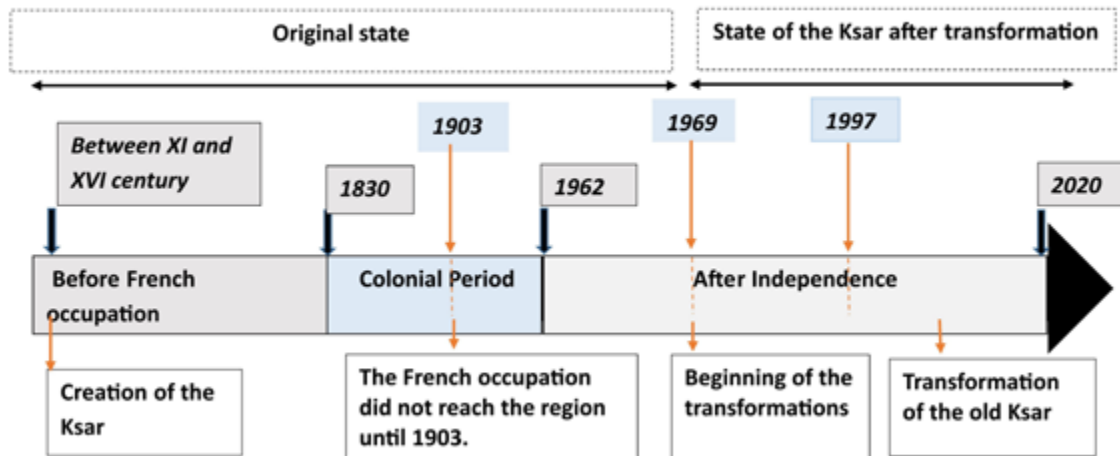 Original state
State of the Ksar after transformation
1903
1969
1997
Between XI and
XVI century
1830
1962
2020
Before French
occupation
Colonial Period
After Independence
Creation of the
Ksar
The French occupation
did not reach the region
until 1903.
Beginning of the
transformations
Transformation
of the old Ksar